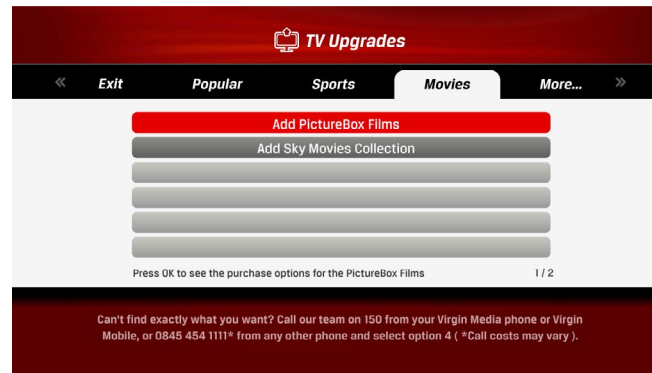 TV Upgrades
« Exit Popular Sports Movies More... »
Add PictureBox Films
Add Sky Movies Collection
Press OK to see the purchase options for the PictureBox Films 1 / 2
Can't find exactly what you want? Call our team on 150 from your Virgin Media phone or Virgin
Mobile, or 0845 454 1111* from any other phone and select option 4 ( *Call costs may vary ).